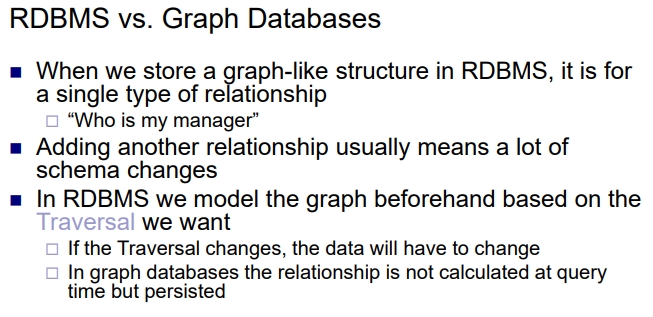 RDBMS vs. Graph Databases
When we store a graph-like structure in RDBMS, it is for
a single type of relationship
“Who is my manager”
Adding another relationship usually means a lot of
schema changes
In RDBMS we model the graph beforehand based on the
Traversal we want
If the Traversal changes, the data will have to change
In graph databases the relationship is not calculated at query
time but persisted